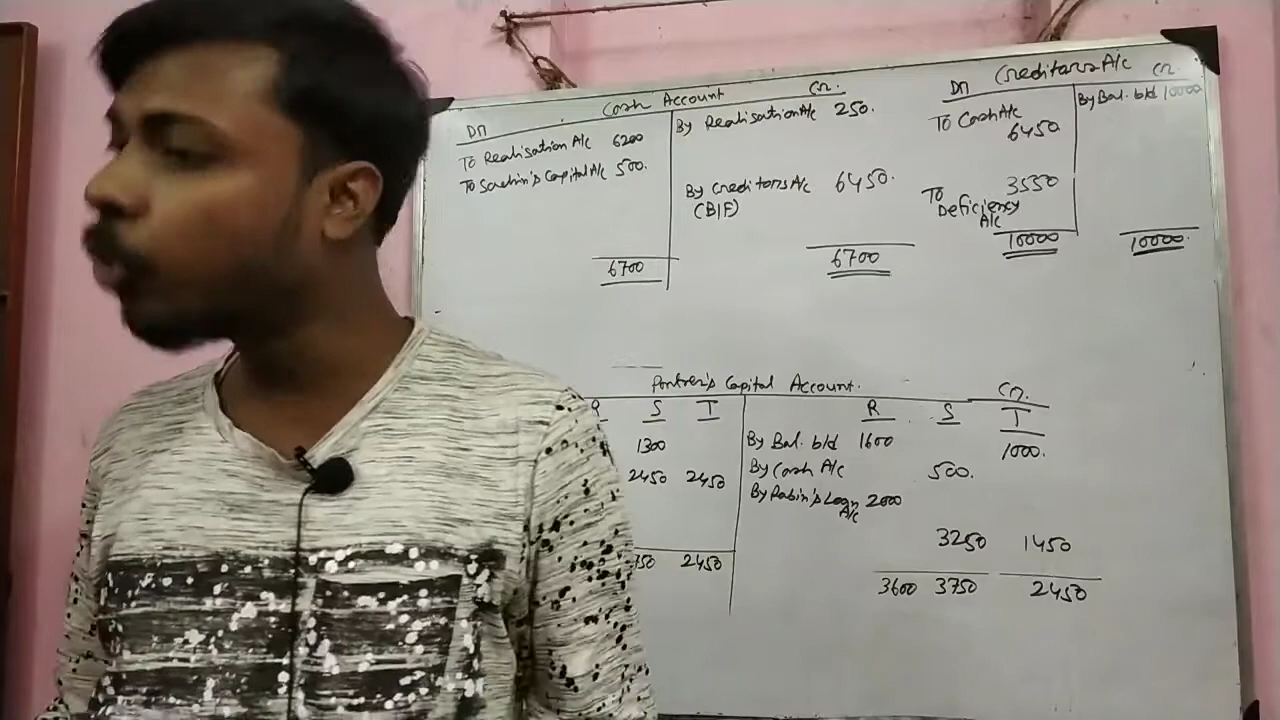 Cash Account
Dr Cr.
To Realisation A/c 6200
To Sachin's Capital A/c 500.
6700
By Realisation A/c 250.
By Creditors A/c 6450.
(B/F)
6700
Creditors A/c
Dr Cr.
To Cash A/c
6450
To 3550
Deficiency
A/c
10000
By Bal. b/d 10000
10000.
Partner's Capital Account.
Cr.
R S T
1300
2450 2450
750 2450
R S T
By Bal. b/d 1600 1000.
By Cash A/c 500.
By Rabin's Loan 2000
A/c
3250 1450
3600 3750 2450